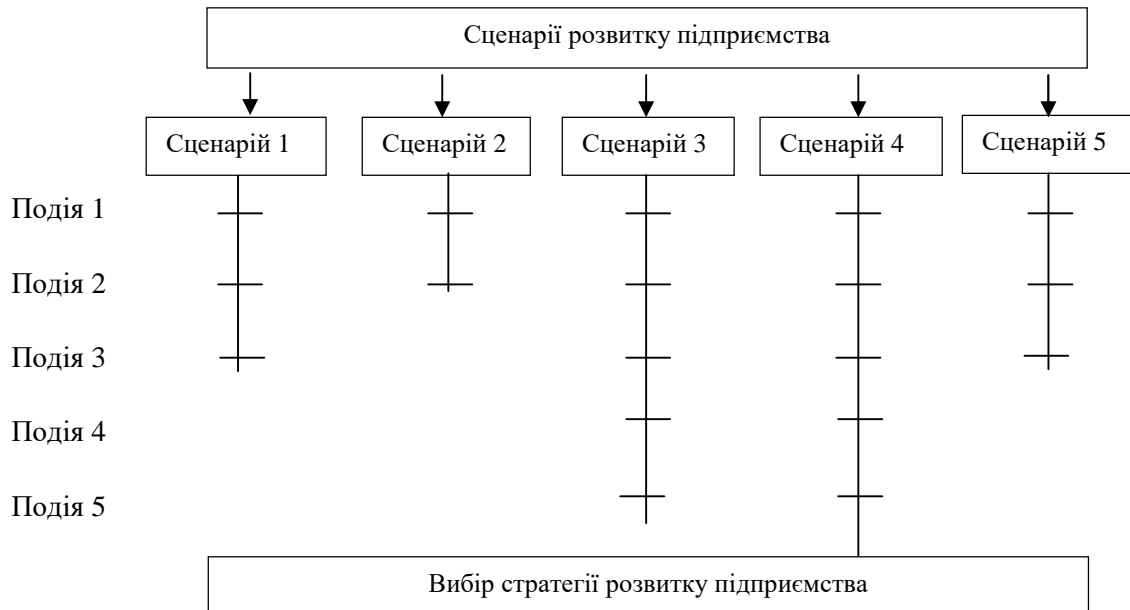 Сценарії розвитку підприємства
Сценарій 1
Сценарій 2
Сценарій 3
Сценарій 4
Сценарій 5
Подія 1
Подія 2
Подія 3
Подія 4
Подія 5
Вибір стратегії розвитку підприємства